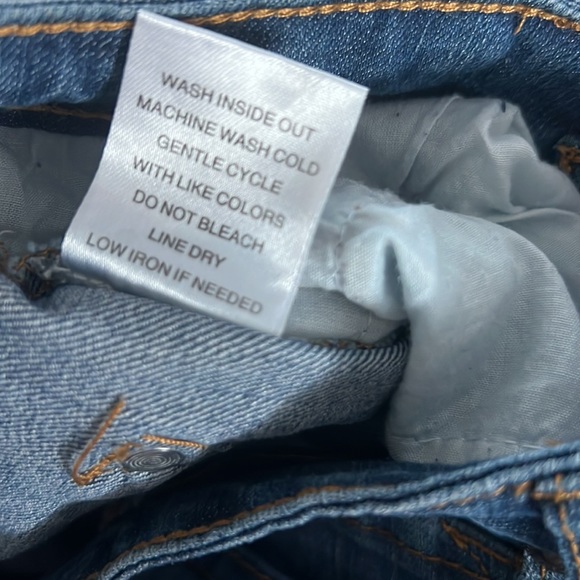 WASH INSIDE OUT
MACHINE WASH COLD
GENTLE CYCLE
WITH LIKE COLORS
DO NOT BLEACH
LINE DRY
LOW IRON IF NEEDED